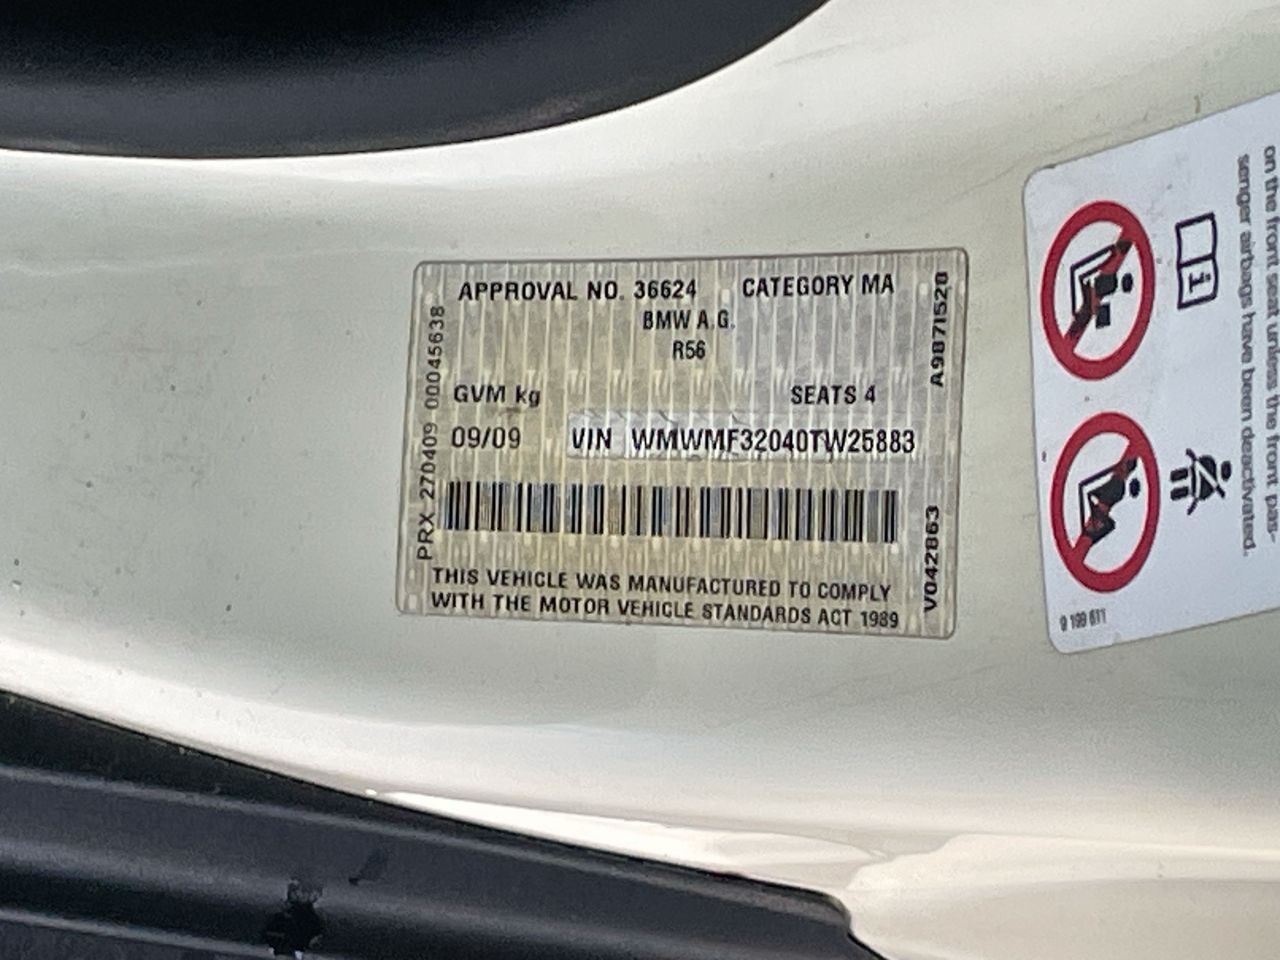 APPROVAL NO. 36624 CATEGORY MA
BMW A.G.
R56
GVM kg SEATS 4
09/09 VIN WMWMF32040TW25883
THIS VEHICLE WAS MANUFACTURED TO COMPLY
WITH THE MOTOR VEHICLE STANDARDS ACT 1989
PRX 270409 00045638
A9871528
V042863
on the front seat unless the front pas-
senger airbags have been deactivated.
i
9 199 611